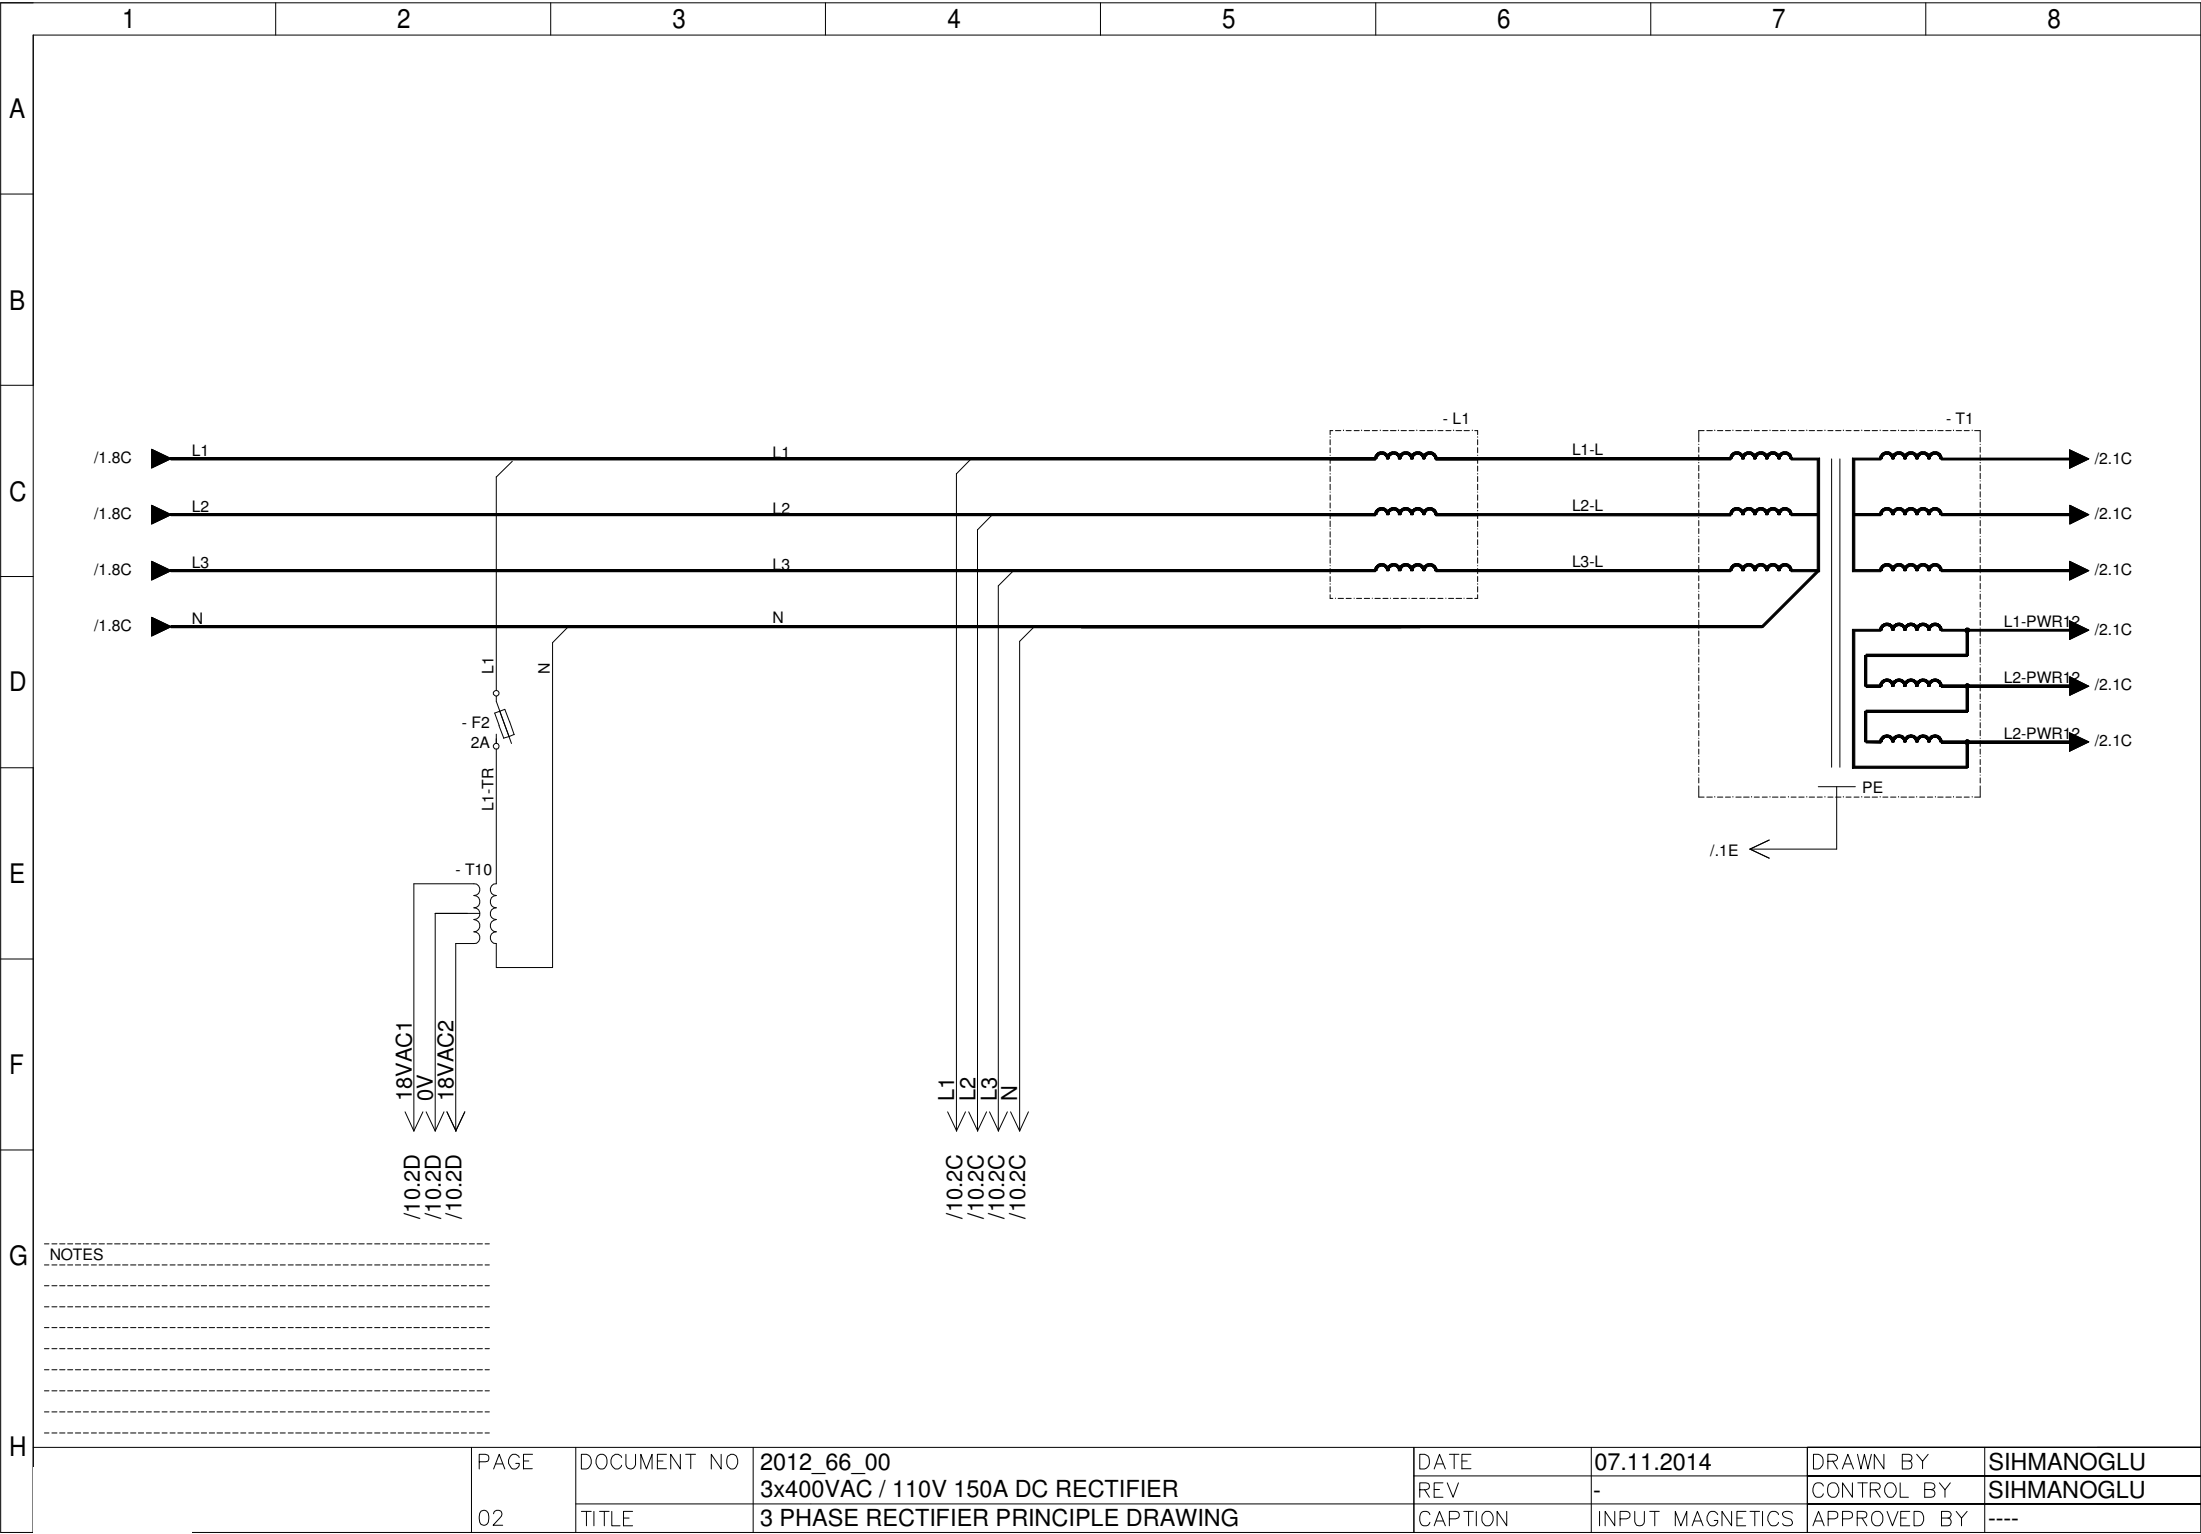 1 2 3 4 5 6 7 8
A
B
C
D
E
F
G
H
- L1
- T1
/1.8C L1 L1 L1-L /2.1C
/1.8C L2 L2 L2-L /2.1C
/1.8C L3 L3 L3-L /2.1C
/1.8C N N
L1-PWR12 /2.1C
L2-PWR12 /2.1C
L2-PWR12 /2.1C
L1
N
- F2
2A
L1-TR
PE
/.1E
- T10
18VAC1
0V
18VAC2
L1
L2
L3
N
/10.2D
/10.2D
/10.2D
/10.2C
/10.2C
/10.2C
/10.2C
NOTES
PAGE DOCUMENT NO 2012_66_00 DATE 07.11.2014 DRAWN BY SIHMANOGLU
3x400VAC / 110V 150A DC RECTIFIER REV - CONTROL BY SIHMANOGLU
02 TITLE 3 PHASE RECTIFIER PRINCIPLE DRAWING CAPTION INPUT MAGNETICS APPROVED BY ----